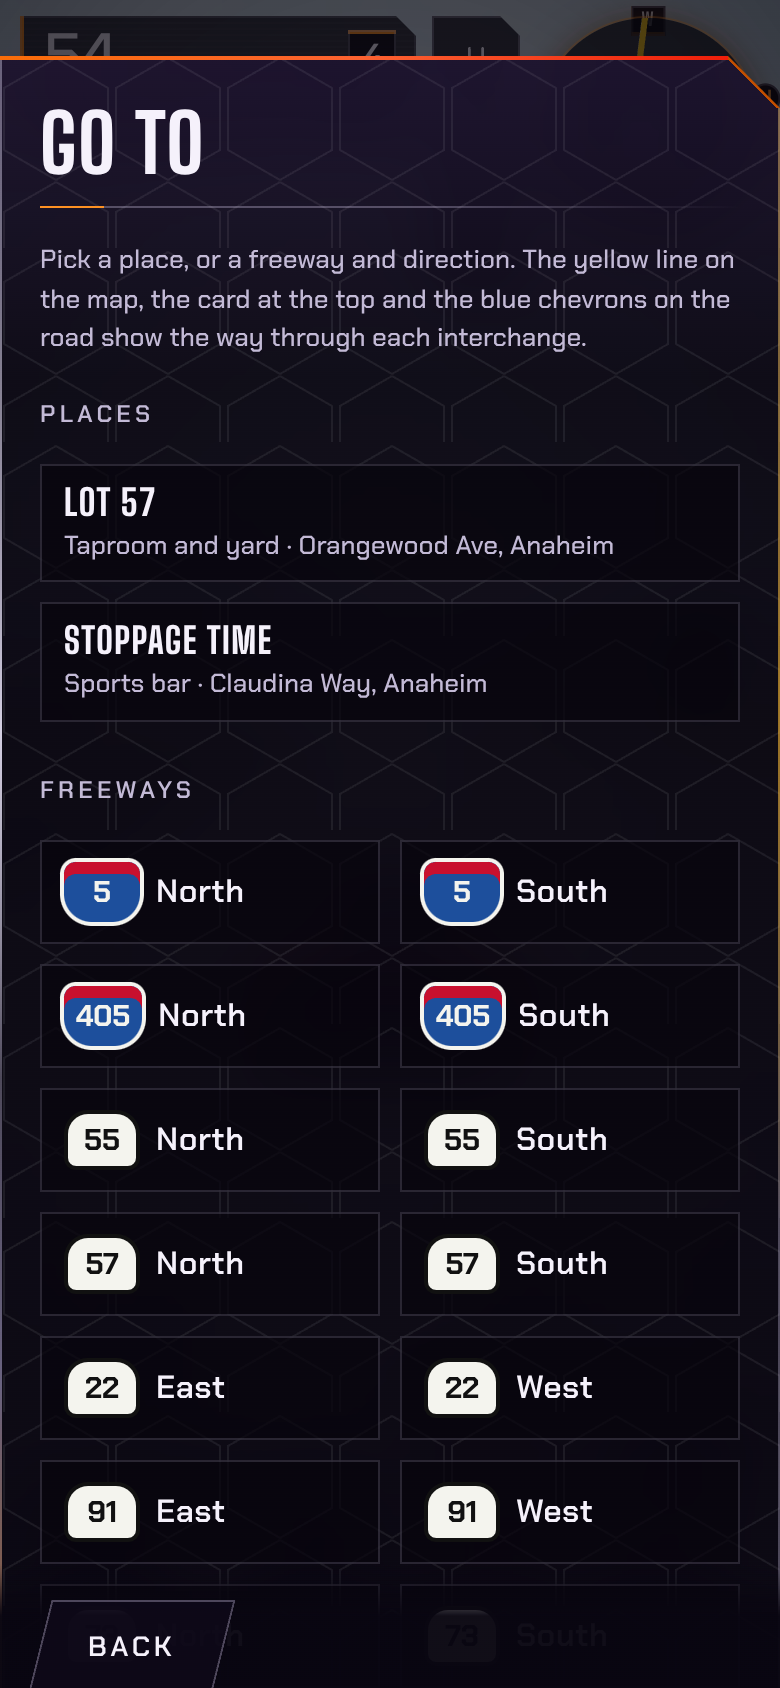 54
W
GO TO
Pick a place, or a freeway and direction. The yellow line on
the map, the card at the top and the blue chevrons on the
road show the way through each interchange.
PLACES
LOT 57
Taproom and yard · Orangewood Ave, Anaheim
STOPPAGE TIME
Sports bar · Claudina Way, Anaheim
FREEWAYS
5 North
5 South
405 North
405 South
55 North
55 South
57 North
57 South
22 East
22 West
91 East
91 West
73 South
BACK